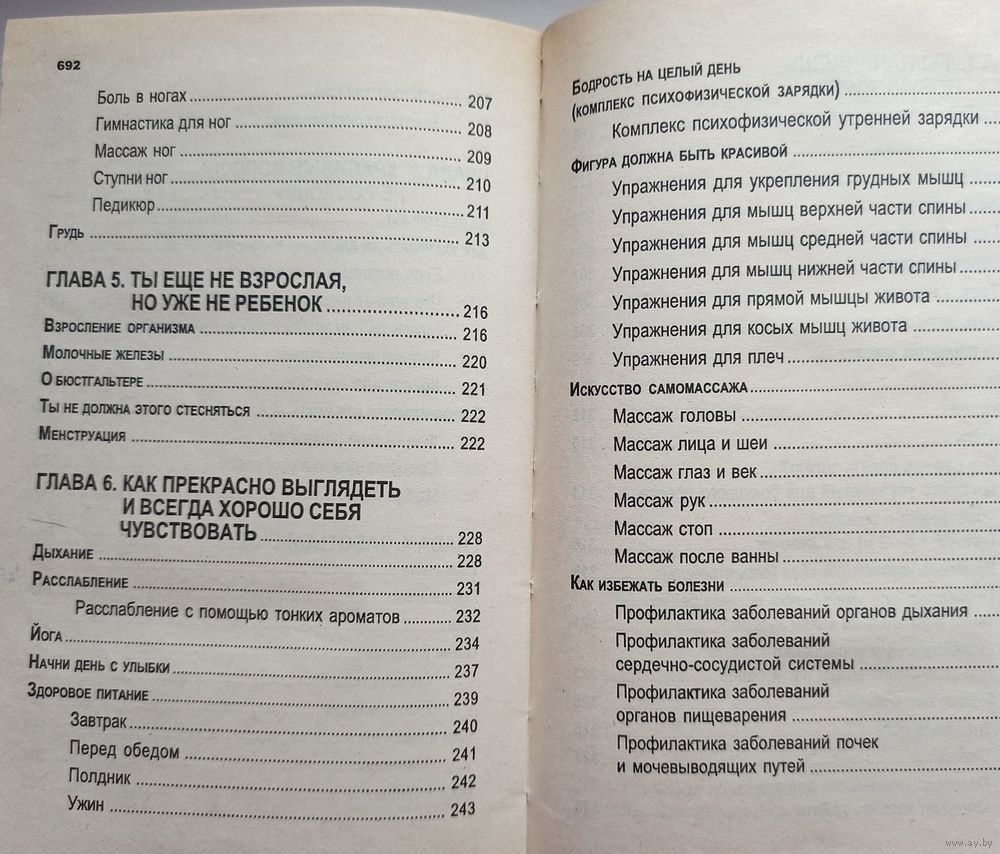 692
Боль в ногах 207
Гимнастика для ног 208
Массаж ног 209
Ступни ног 210
Педикюр 211
Грудь 213
ГЛАВА 5. ТЫ ЕЩЕ НЕ ВЗРОСЛАЯ,
НО УЖЕ НЕ РЕБЕНОК 216
Взросление организма 216
Молочные железы 220
О бюстгальтере 221
Ты не должна этого стесняться 222
Менструация 222
ГЛАВА 6. КАК ПРЕКРАСНО ВЫГЛЯДЕТЬ
И ВСЕГДА ХОРОШО СЕБЯ
ЧУВСТВОВАТЬ 228
Дыхание 228
Расслабление 231
Расслабление с помощью тонких ароматов 232
Йога 234
Начни день с улыбки 237
Здоровое питание 239
Завтрак 240
Перед обедом 241
Полдник 242
Ужин 243
Бодрость на целый день
(комплекс психофизической зарядки)
Комплекс психофизической утренней зарядки
Фигура должна быть красивой
Упражнения для укрепления грудных мышц
Упражнения для мышц верхней части спины
Упражнения для мышц средней части спины
Упражнения для мышц нижней части спины
Упражнения для прямой мышцы живота
Упражнения для косых мышц живота
Упражнения для плеч
Искусство самомассажа
Массаж головы
Массаж лица и шеи
Массаж глаз и век
Массаж рук
Массаж стоп
Массаж после ванны
Как избежать болезни
Профилактика заболеваний органов дыхания
Профилактика заболеваний
сердечно-сосудистой системы
Профилактика заболеваний
органов пищеварения
Профилактика заболеваний почек
и мочевыводящих путей
www.ay.by